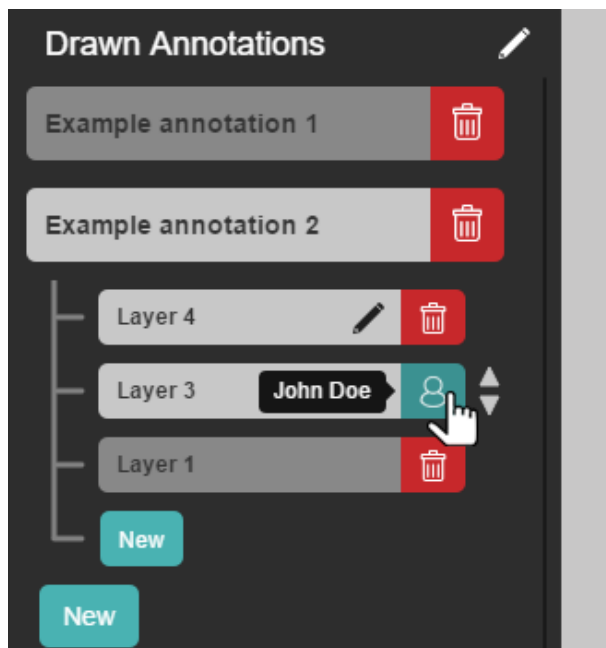 Drawn Annotations
Example annotation 1
Example annotation 2
Layer 4
Layer 3 John Doe
Layer 1
New
New